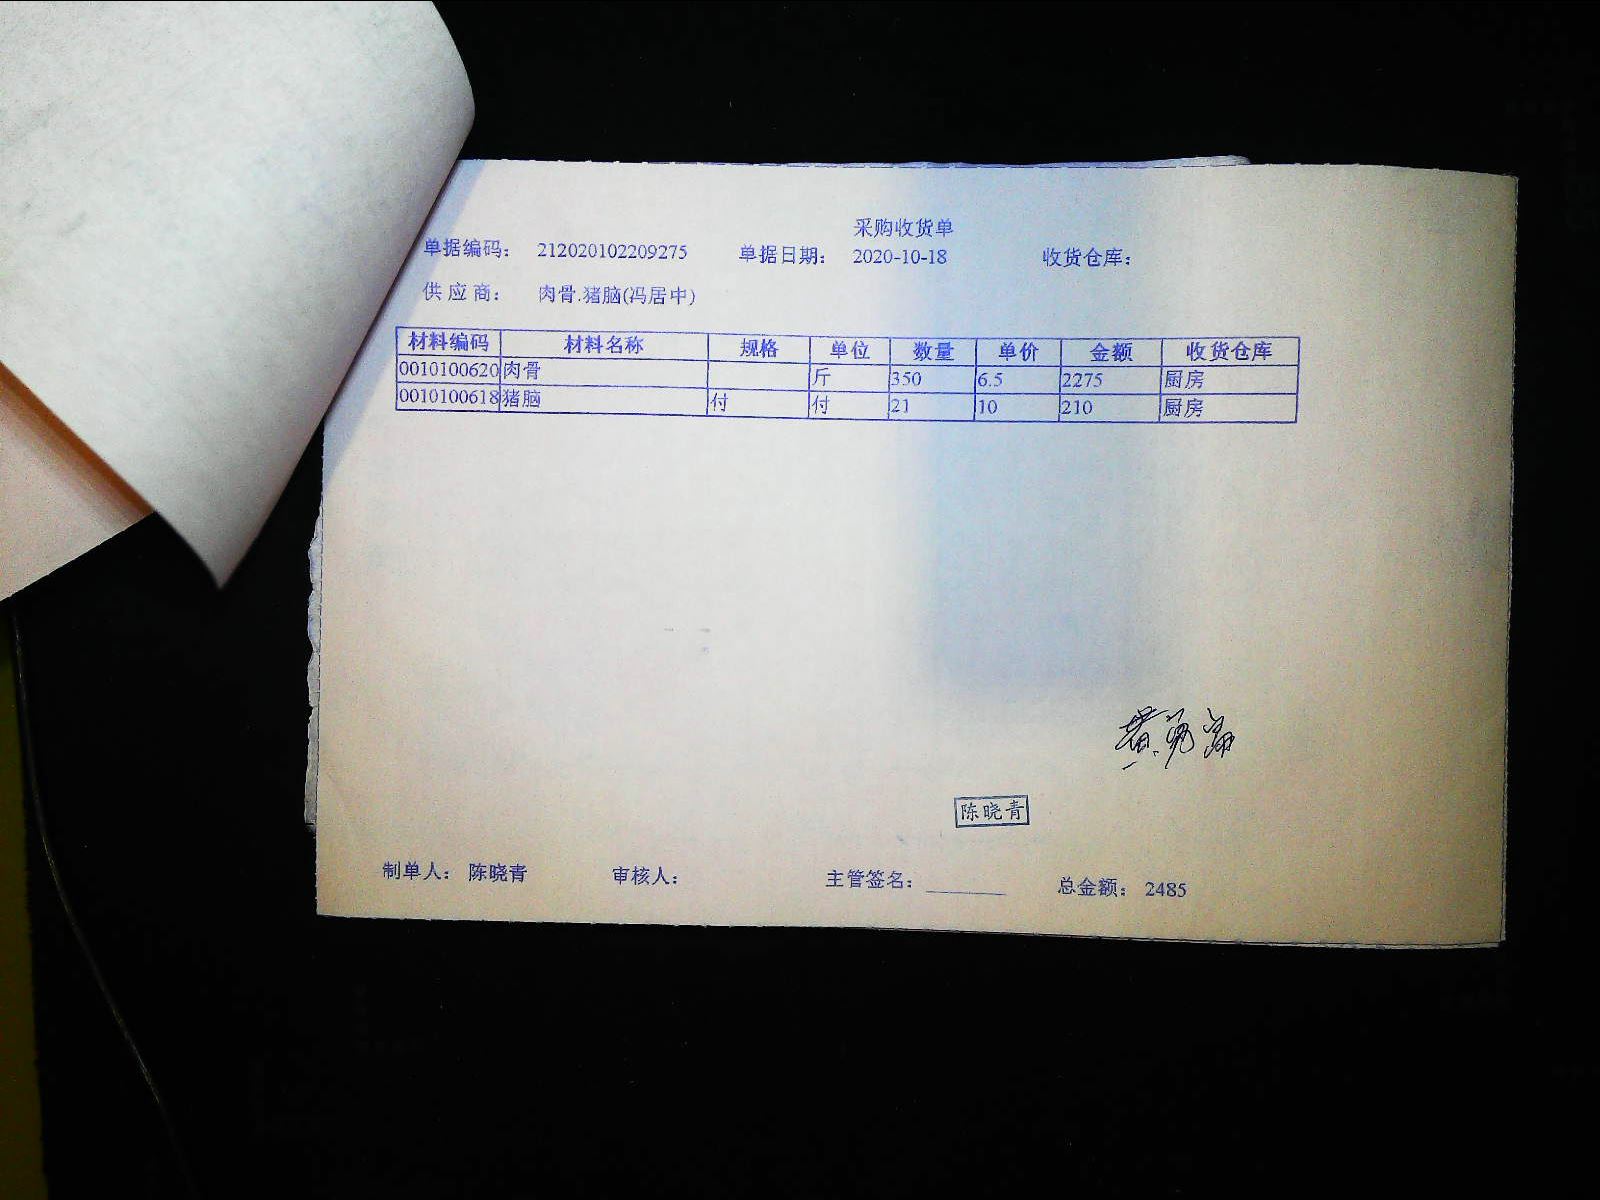 采购收货单
单据编码： 212020102209275 单据日期： 2020-10-18 收货仓库：
供应商： 肉骨.猪脑(冯居中)
材料编码 材料名称 规格 单位 数量 单价 金额 收货仓库
0010100620 肉骨 斤 350 6.5 2275 厨房
0010100618 猪脑 付 付 21 10 210 厨房
陈晓青
制单人： 陈晓青 审核人： 主管签名： ________ 总金额： 2485